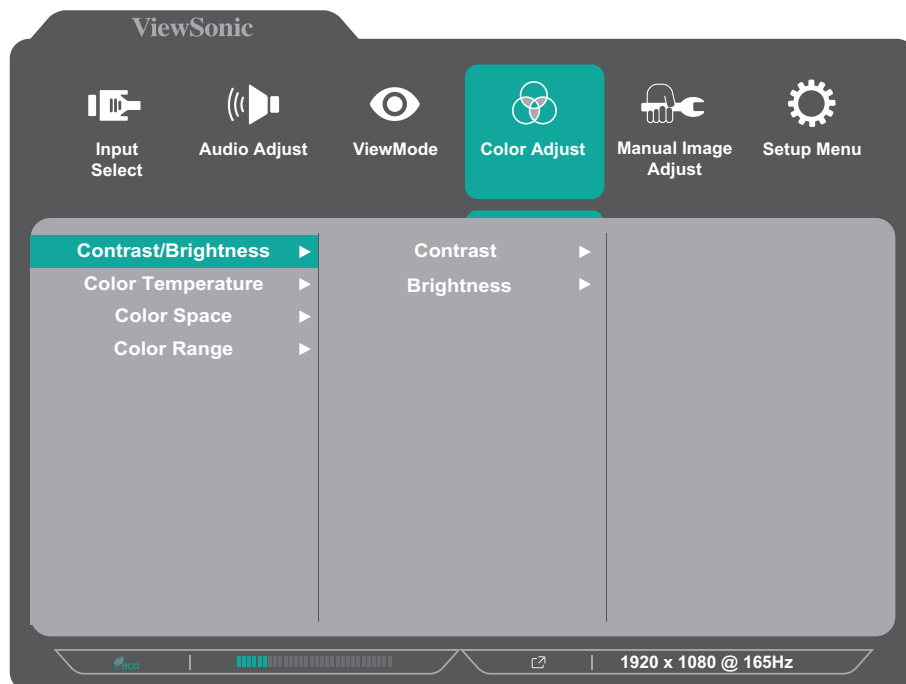 ViewSonic
Input
Select
Audio Adjust
ViewMode
Color Adjust
Manual Image
Adjust
Setup Menu
Contrast/Brightness
Color Temperature
Color Space
Color Range
Contrast
Brightness
eco
1920 x 1080 @ 165Hz